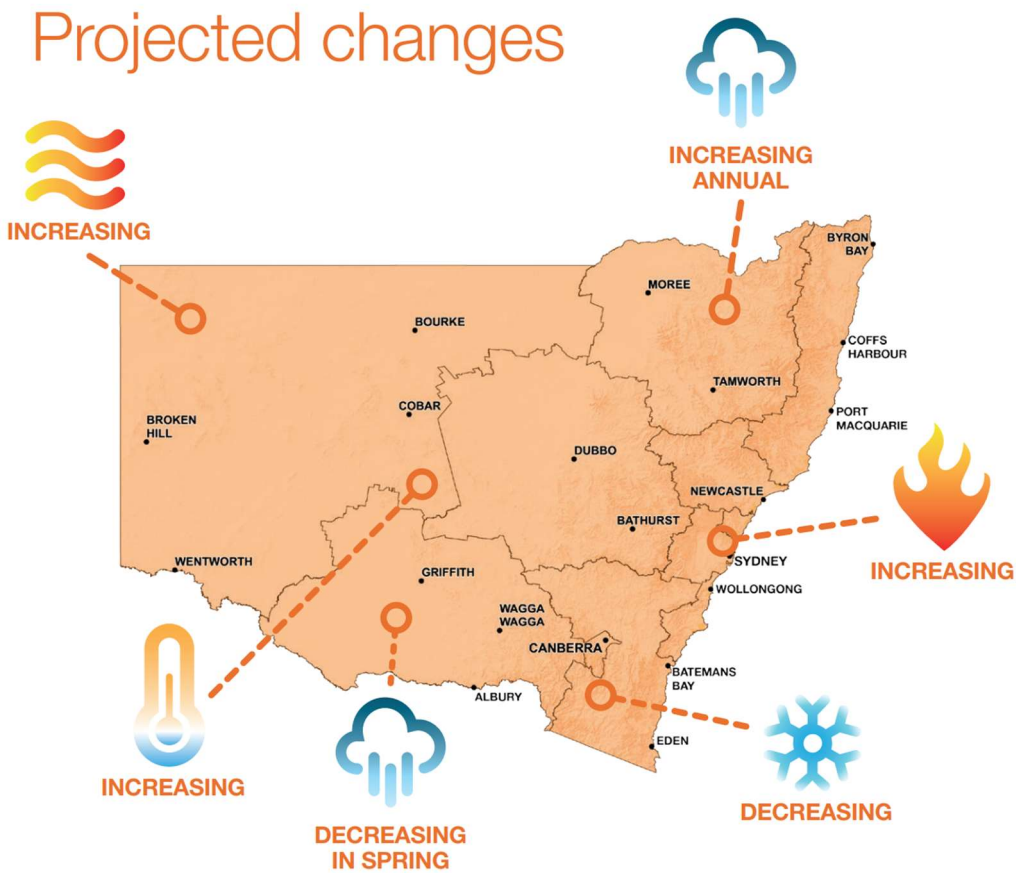 Projected changes
INCREASING
ANNUAL
INCREASING
BYRON
BAY
MOREE
BOURKE
COFFS
HARBOUR
TAMWORTH
COBAR
PORT
MACQUARIE
BROKEN
HILL
DUBBO
NEWCASTLE
BATHURST
SYDNEY
INCREASING
WENTWORTH
GRIFFITH
WOLLONGONG
WAGGA
WAGGA
CANBERRA
BATEMANS
BAY
ALBURY
EDEN
INCREASING
DECREASING
DECREASING
IN SPRING